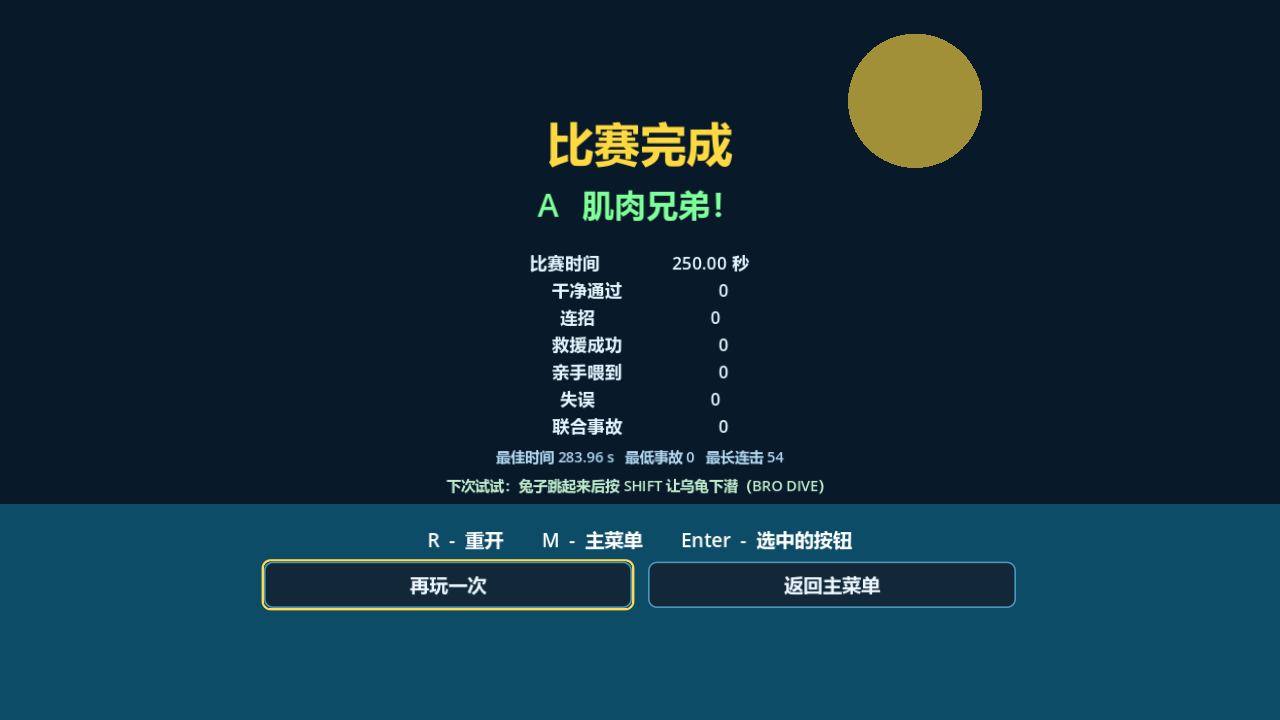 比赛完成
A 肌肉兄弟！
比赛时间 250.00 秒
干净通过 0
连招 0
救援成功 0
亲手喂到 0
失误 0
联合事故 0
最佳时间 283.96 s 最低事故 0 最长连击 54
下次试试：兔子跳起来后按 SHIFT 让乌龟下潜（BRO DIVE）
R - 重开 M - 主菜单 Enter - 选中的按钮
再玩一次 返回主菜单